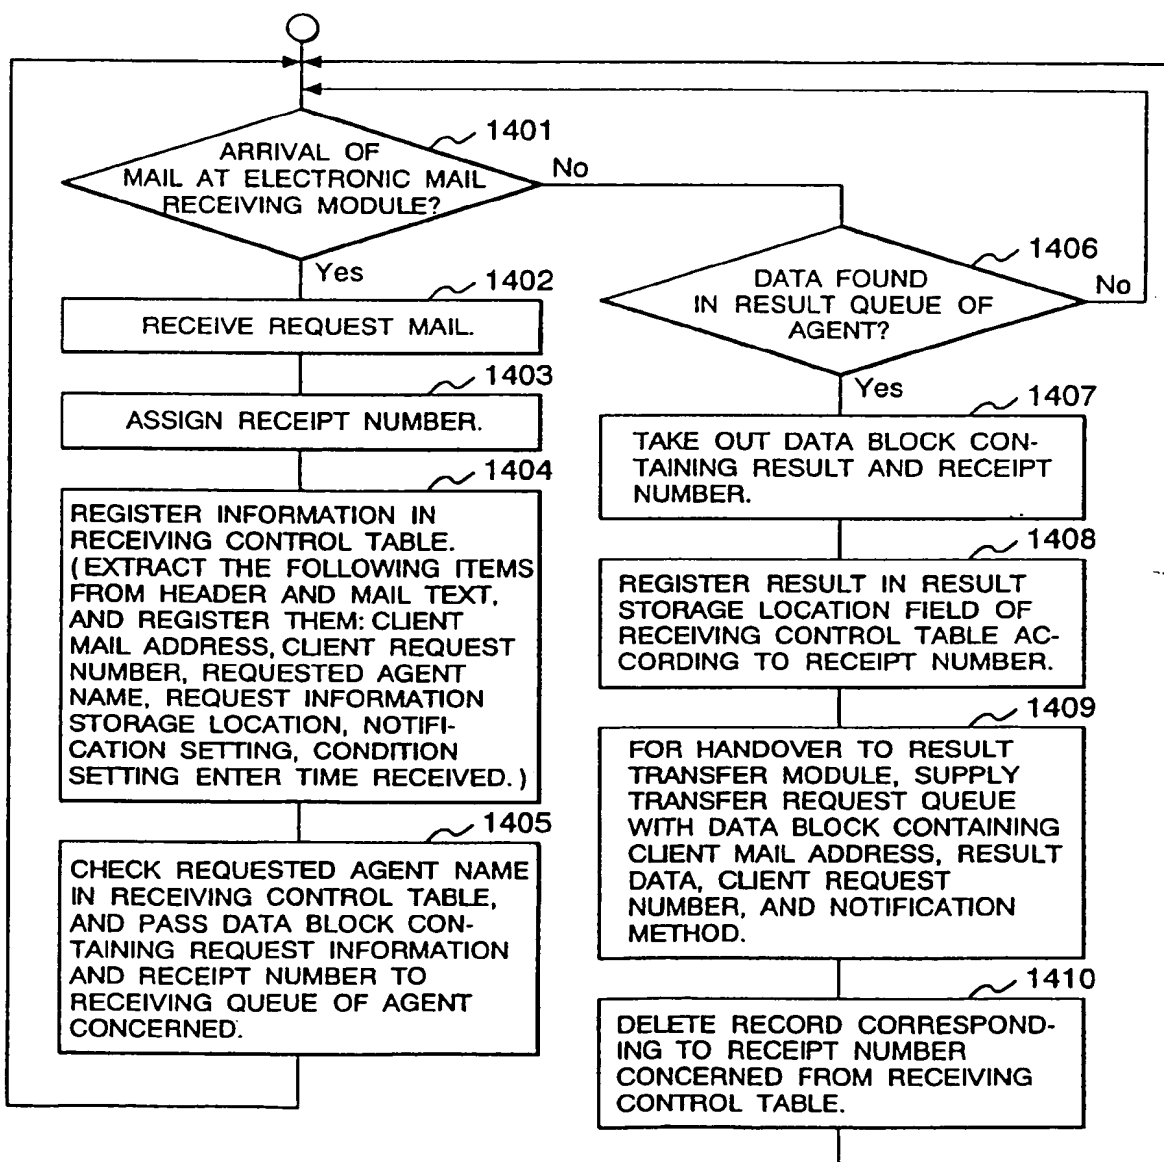 1401
ARRIVAL OF
MAIL AT ELECTRONIC MAIL
RECEIVING MODULE?
No
Yes
1402
RECEIVE REQUEST MAIL.
1403
ASSIGN RECEIPT NUMBER.
1404
REGISTER INFORMATION IN
RECEIVING CONTROL TABLE.
(EXTRACT THE FOLLOWING ITEMS
FROM HEADER AND MAIL TEXT,
AND REGISTER THEM: CLIENT
MAIL ADDRESS, CLIENT REQUEST
NUMBER, REQUESTED AGENT
NAME, REQUEST INFORMATION
STORAGE LOCATION, NOTIFI-
CATION SETTING, CONDITION
SETTING ENTER TIME RECEIVED.)
1405
CHECK REQUESTED AGENT NAME
IN RECEIVING CONTROL TABLE,
AND PASS DATA BLOCK CON-
TAINING REQUEST INFORMATION
AND RECEIPT NUMBER TO
RECEIVING QUEUE OF AGENT
CONCERNED.
1406
DATA FOUND
IN RESULT QUEUE OF
AGENT?
No
Yes
1407
TAKE OUT DATA BLOCK CON-
TAINING RESULT AND RECEIPT
NUMBER.
1408
REGISTER RESULT IN RESULT
STORAGE LOCATION FIELD OF
RECEIVING CONTROL TABLE AC-
CORDING TO RECEIPT NUMBER.
1409
FOR HANDOVER TO RESULT
TRANSFER MODULE, SUPPLY
TRANSFER REQUEST QUEUE
WITH DATA BLOCK CONTAINING
CLIENT MAIL ADDRESS, RESULT
DATA, CLIENT REQUEST
NUMBER, AND NOTIFICATION
METHOD.
1410
DELETE RECORD CORRESPOND-
ING TO RECEIPT NUMBER
CONCERNED FROM RECEIVING
CONTROL TABLE.